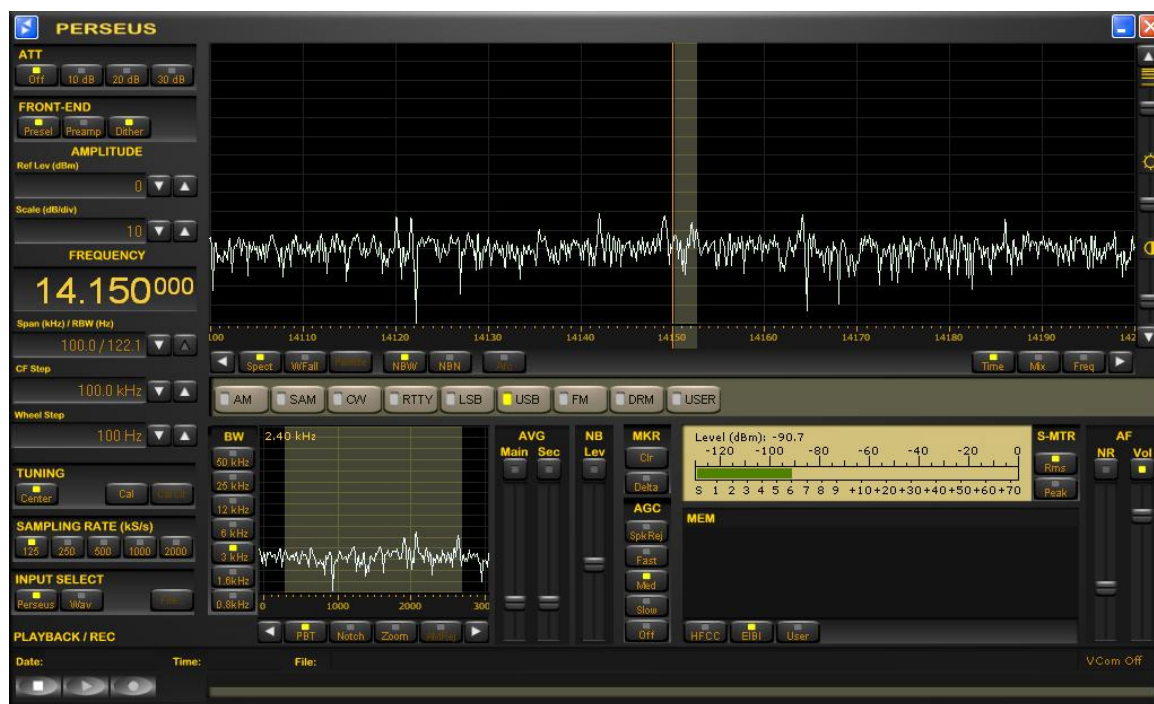 PERSEUS
ATT
Off 10 dB 20 dB 30 dB
FRONT-END
Presel Preamp Dither
AMPLITUDE
Ref Lev (dBm)
0
Scale (dB/div)
10
FREQUENCY
14.150000
Span (kHz) / RBW (Hz)
100.0 / 122.1
CF Step
100.0 kHz
Wheel Step
100 Hz
TUNING
Center Cal
SAMPLING RATE (kS/s)
125 250 500 1000 2000
INPUT SELECT
Perseus Wav
PLAYBACK / REC
100 14110 14120 14130 14140 14150 14160 14170 14180 14190 142
Spect WFall NBW NBN Time Mix Freq
AM SAM CW RTTY LSB USB FM DRM USER
BW
50 kHz
25 kHz
12 kHz
6 kHz
3 kHz
1.6kHz
0.8kHz
2.40 kHz
0 1000 2000 300
PBT Notch Zoom
AVG
Main Sec
NB
Lev
MKR
Clr
Delta
AGC
SpkRej
Fast
Med
Slow
Off
Level (dBm): -90.7
-120 -100 -80 -60 -40 -20 0
S 1 2 3 4 5 6 7 8 9 +10+20+30+40+50+60+70
S-MTR
Rms
Peak
AF
NR Vol
MEM
HFCC EIBI User
Date: Time: File: VCom Off